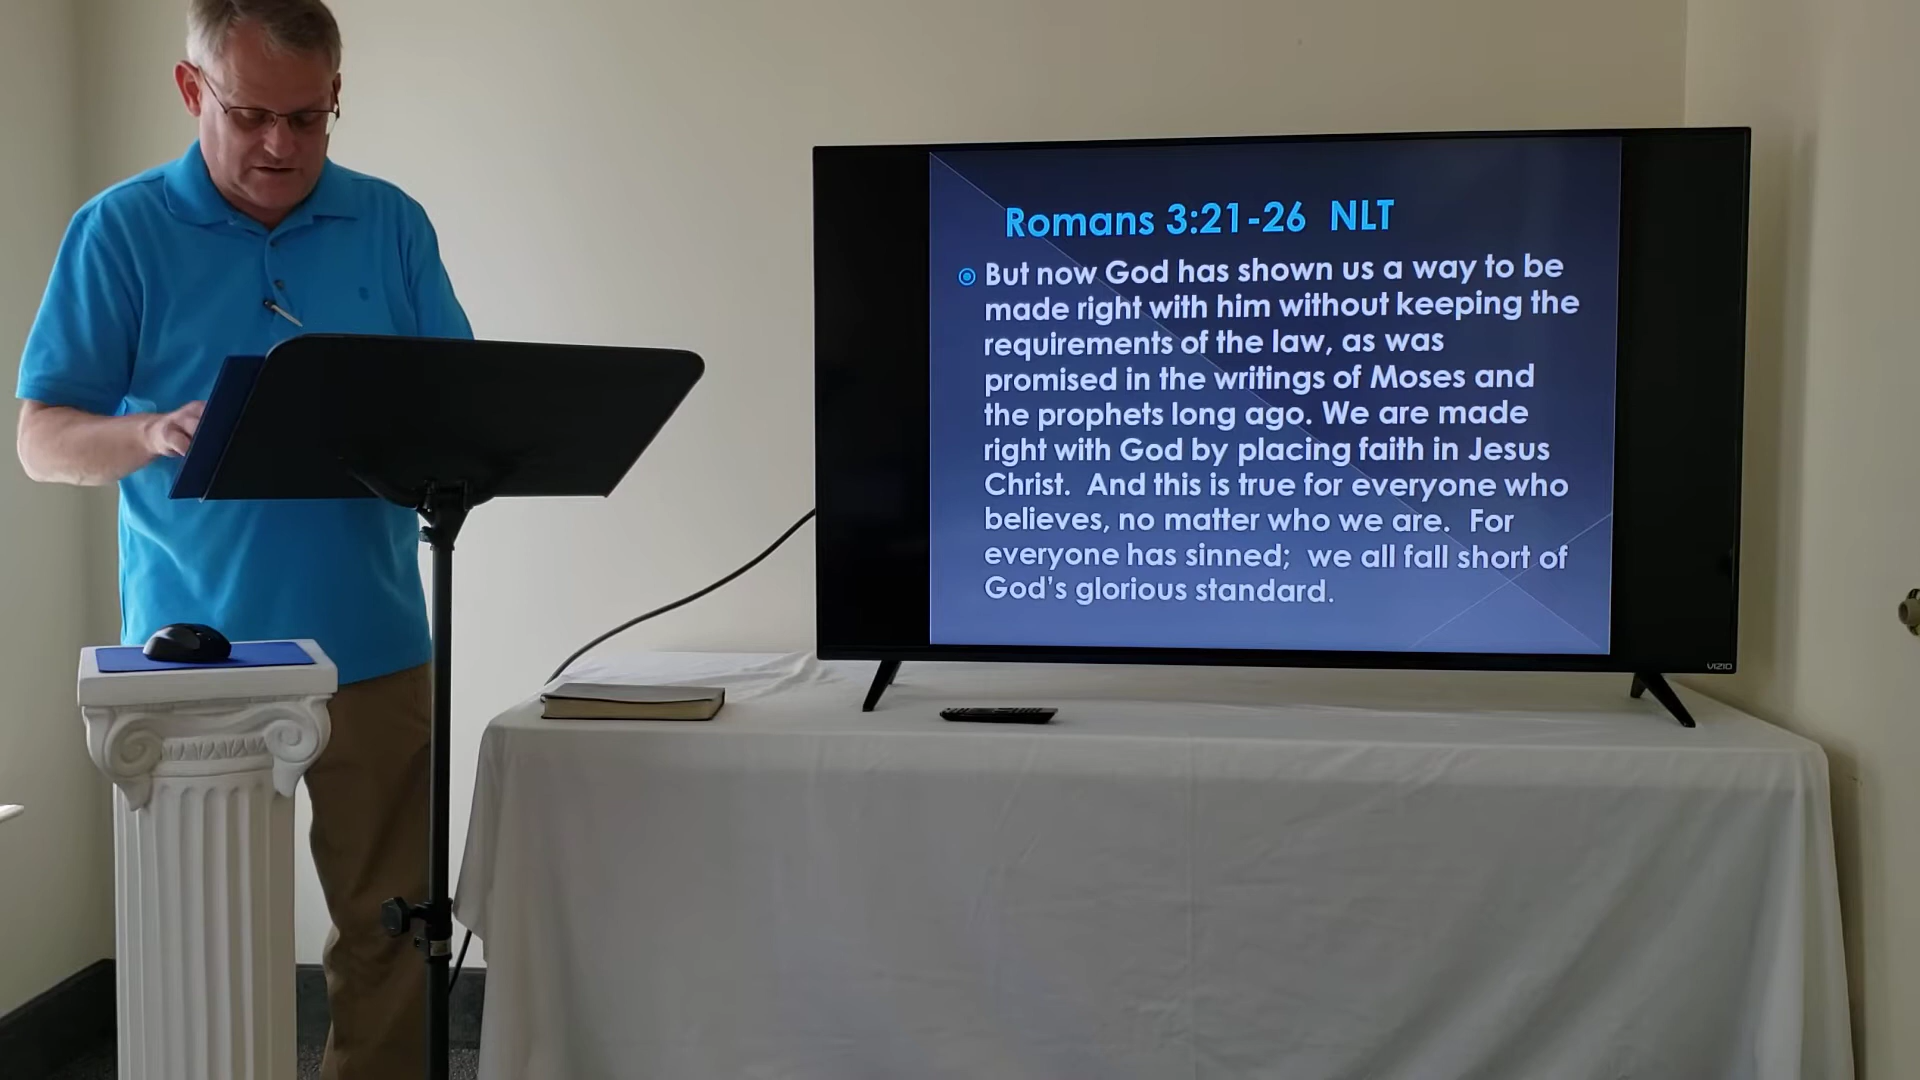 Romans 3:21-26 NLT
But now God has shown us a way to be
made right with him without keeping the
requirements of the law, as was
promised in the writings of Moses and
the prophets long ago. We are made
right with God by placing faith in Jesus
Christ. And this is true for everyone who
believes, no matter who we are. For
everyone has sinned; we all fall short of
God's glorious standard.
VIZIO